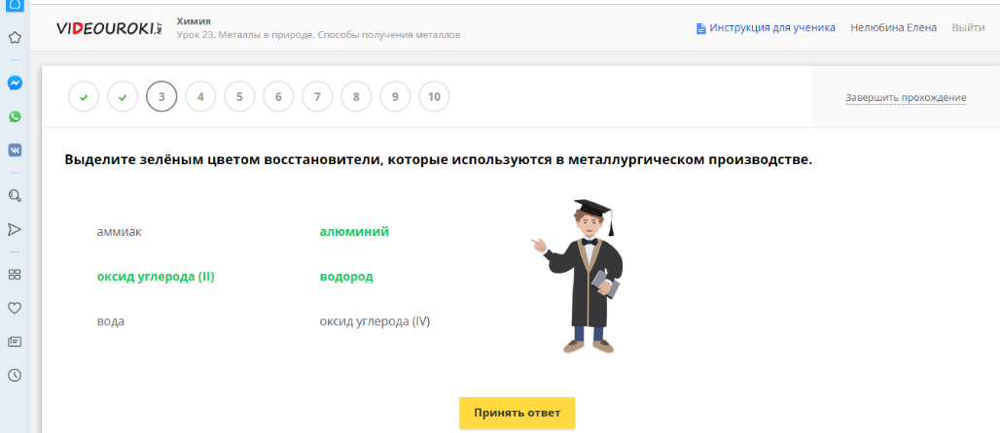 VIDEOUROKI.NET
Химия
Урок 23. Металлы в природе. Способы получения металлов
Инструкция для ученика
Нелюбина Елена
Выйти
3 4 5 6 7 8 9 10
Завершить прохождение
Выделите зелёным цветом восстановители, которые используются в металлургическом производстве.
аммиак
алюминий
оксид углерода (II)
водород
вода
оксид углерода (IV)
Принять ответ